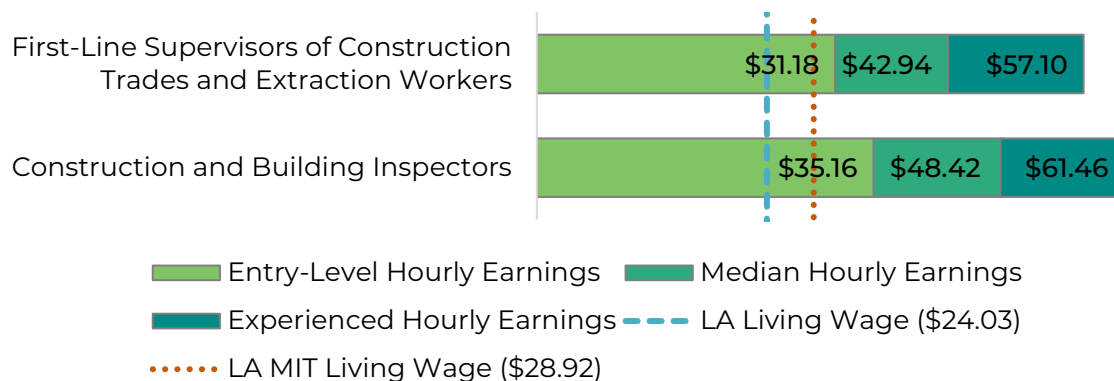 First-Line Supervisors of Construction
Trades and Extraction Workers
$31.18 $42.94 $57.10
Construction and Building Inspectors
$35.16 $48.42 $61.46
Entry-Level Hourly Earnings
Median Hourly Earnings
Experienced Hourly Earnings
LA Living Wage ($24.03)
LA MIT Living Wage ($28.92)